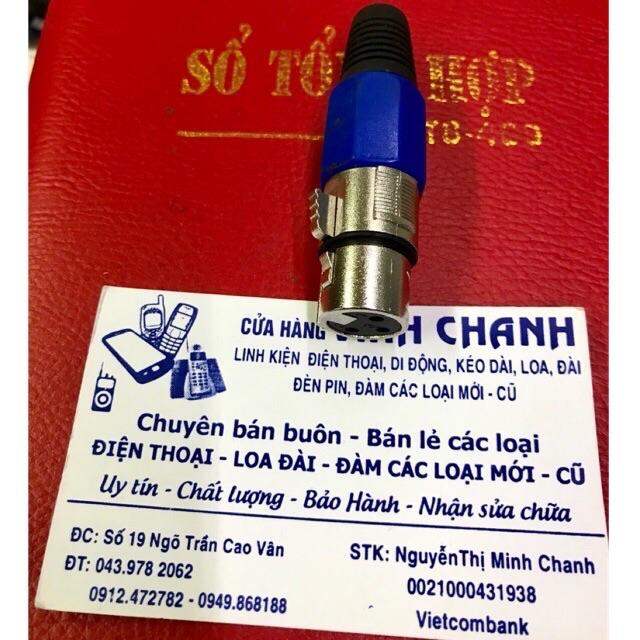 SỔ TỔ HỢP
CỬA HÀNG CHANH
LINH KIỆN ĐIỆN THOẠI, DI ĐỘNG, KÉO DÀI, LOA, ĐÀI
ĐÈN PIN, ĐÀM CÁC LOẠI MỚI - CŨ
Chuyên bán buôn - Bán lẻ các loại
ĐIỆN THOẠI - LOA ĐÀI - ĐÀM CÁC LOẠI MỚI - CŨ
Uy tín - Chất lượng - Bảo Hành - Nhận sửa chữa
ĐC: Số 19 Ngõ Trần Cao Vân
ĐT: 043.978 2062
0912.472782 - 0949.868188
STK: NguyễnThị Minh Chanh
0021000431938
Vietcombank